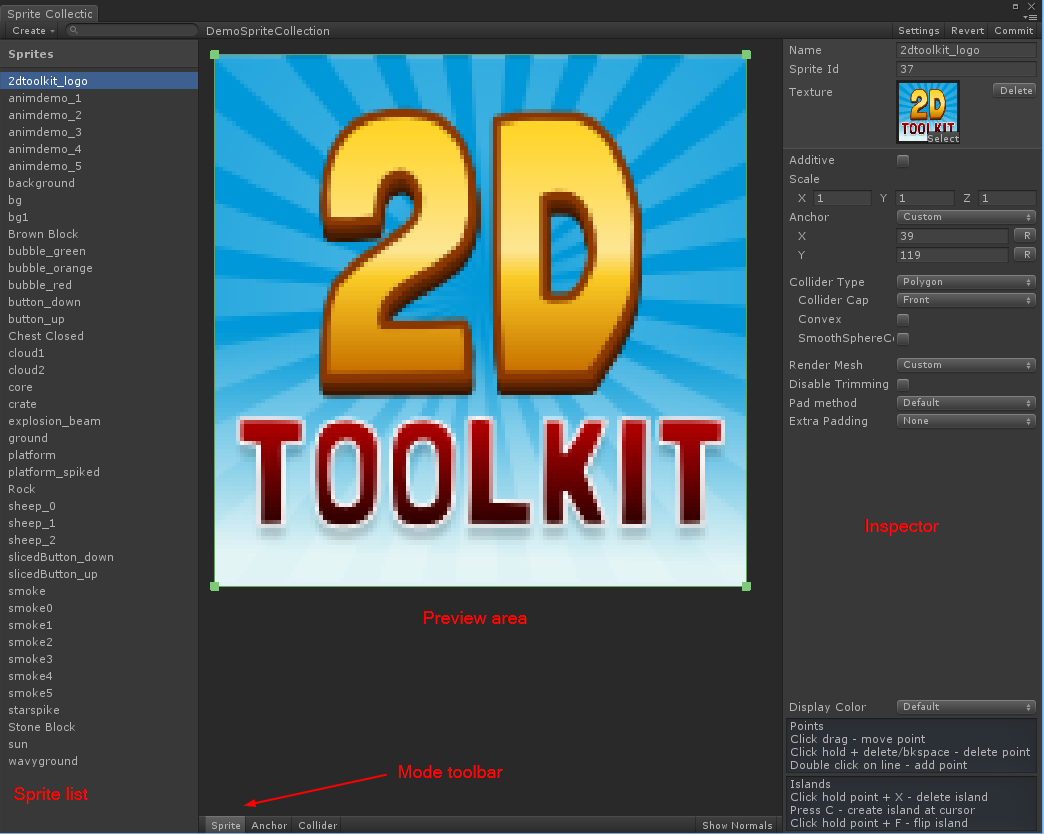 Sprite Collectic
Create
DemoSpriteCollection
Settings Revert Commit
Sprites
2dtoolkit_logo
animdemo_1
animdemo_2
animdemo_3
animdemo_4
animdemo_5
background
bg
bg1
Brown Block
bubble_green
bubble_orange
bubble_red
button_down
button_up
Chest Closed
cloud1
cloud2
core
crate
explosion_beam
ground
platform
platform_spiked
Rock
sheep_0
sheep_1
sheep_2
slicedButton_down
slicedButton_up
smoke
smoke0
smoke1
smoke2
smoke3
smoke4
smoke5
starspike
Stone Block
sun
wavyground
Sprite list
2D
TOOLKIT
Preview area
Mode toolbar
Sprite Anchor Collider
Show Normals
Name 2dtoolkit_logo
Sprite Id 37
Texture
2D
TOOLKIT
Select
Delete
Additive
Scale
X 1 Y 1 Z 1
Anchor Custom
X 39 R
Y 119 R
Collider Type Polygon
Collider Cap Front
Convex
SmoothSphereCo
Render Mesh Custom
Disable Trimming
Pad method Default
Extra Padding None
Inspector
Display Color Default
Points
Click drag - move point
Click hold + delete/bkspace - delete point
Double click on line - add point
Islands
Click hold point + X - delete island
Press C - create island at cursor
Click hold point + F - flip island